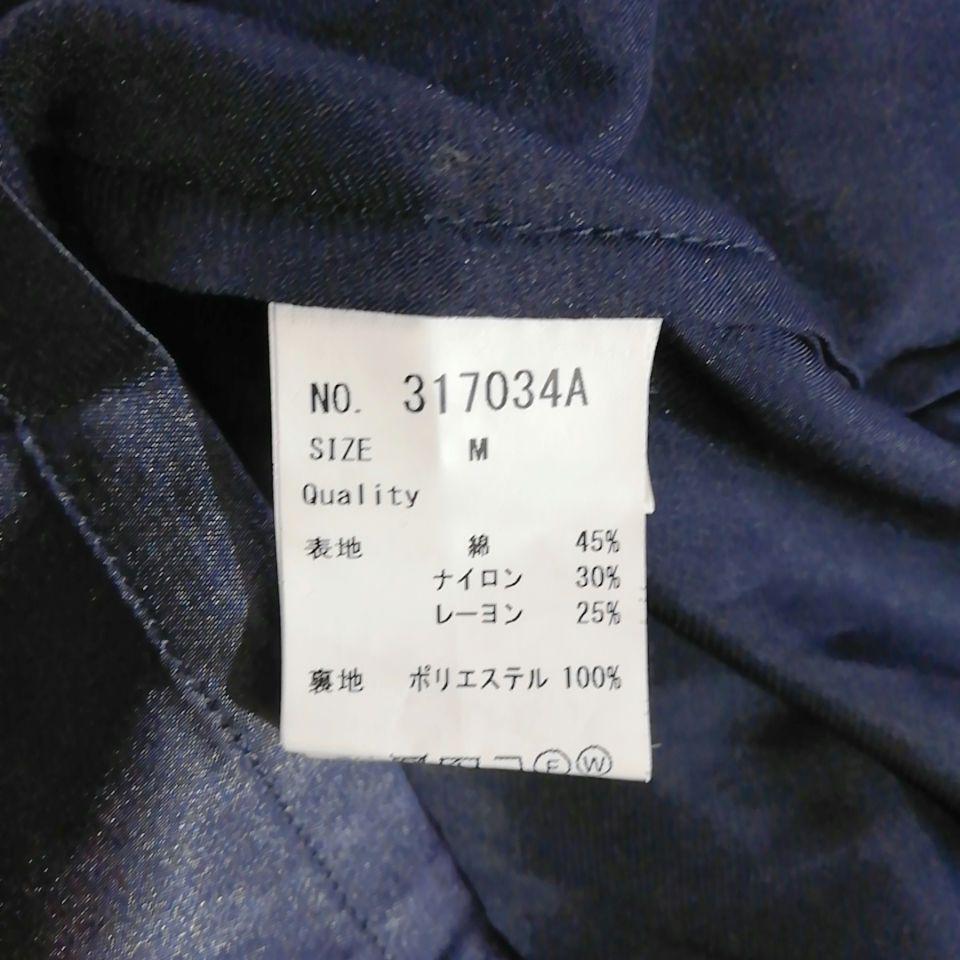 NO. 317034A
SIZE M
Quality
表地 綿 45%
ナイロン 30%
レーヨン 25%
裏地 ポリエステル 100%
F W